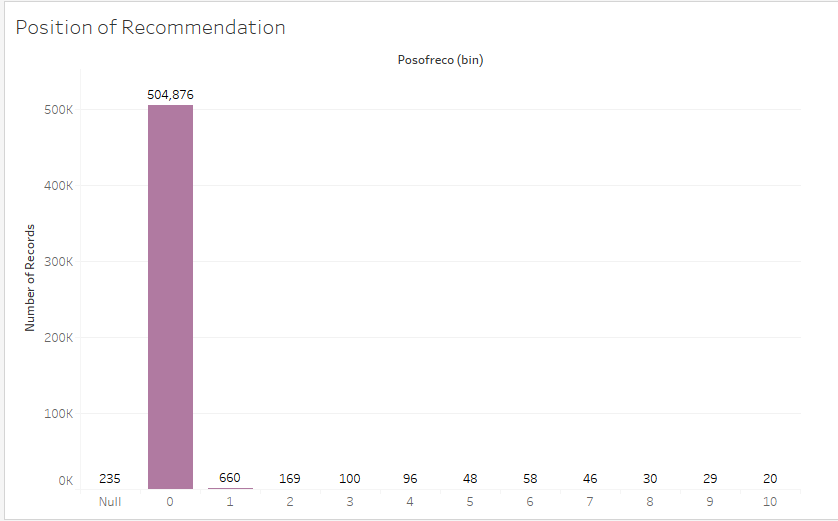 Position of Recommendation
Posofreco (bin)
Number of Records
500K
400K
300K
200K
100K
0K
235 504,876 660 169 100 96 48 58 46 30 29 20
Null 0 1 2 3 4 5 6 7 8 9 10